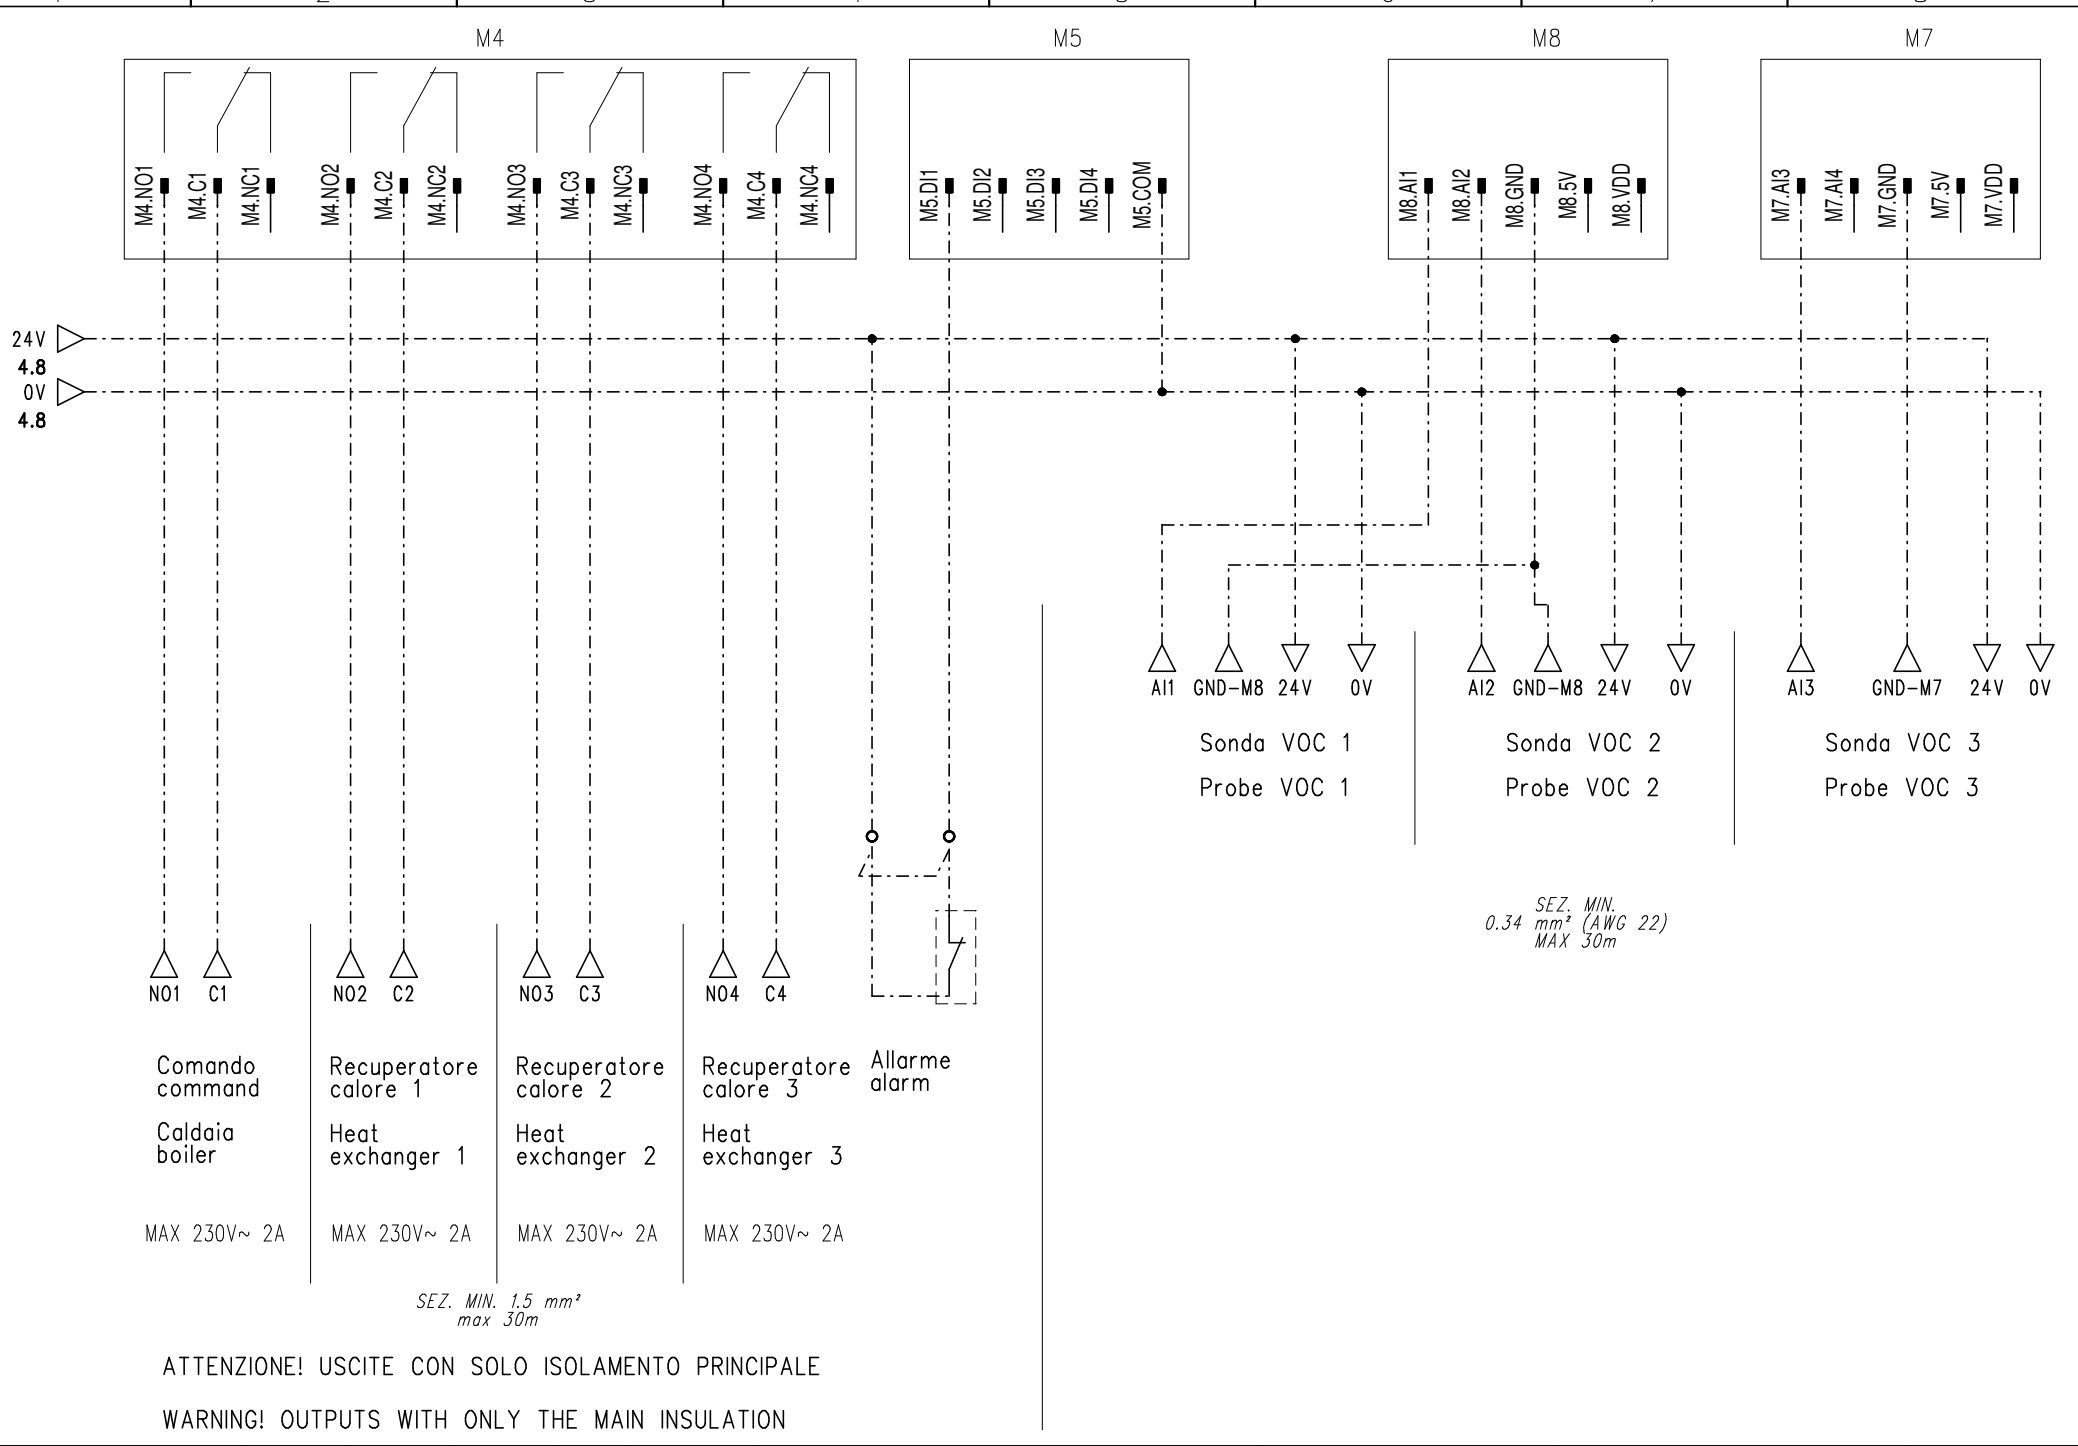 M4
M5
M8
M7
M4.NO1
M4.C1
M4.NC1
M4.NO2
M4.C2
M4.NC2
M4.NO3
M4.C3
M4.NC3
M4.NO4
M4.C4
M4.NC4
M5.DI1
M5.DI2
M5.DI3
M5.DI4
M5.COM
M8.AI1
M8.AI2
M8.GND
M8.5V
M8.VDD
M7.AI3
M7.AI4
M7.GND
M7.5V
M7.VDD
24V
4.8
0V
4.8
AI1
GND-M8
24V
0V
AI2
GND-M8
24V
0V
AI3
GND-M7
24V
0V
Sonda VOC 1
Probe VOC 1
Sonda VOC 2
Probe VOC 2
Sonda VOC 3
Probe VOC 3
SEZ. MIN.
0.34 mm² (AWG 22)
MAX 30m
NO1
C1
NO2
C2
NO3
C3
NO4
C4
Comando
command
Caldaia
boiler
MAX 230V~ 2A
Recuperatore
calore 1
Heat
exchanger 1
MAX 230V~ 2A
Recuperatore
calore 2
Heat
exchanger 2
MAX 230V~ 2A
Recuperatore
calore 3
Heat
exchanger 3
MAX 230V~ 2A
Allarme
alarm
SEZ. MIN. 1.5 mm²
max 30m
ATTENZIONE! USCITE CON SOLO ISOLAMENTO PRINCIPALE
WARNING! OUTPUTS WITH ONLY THE MAIN INSULATION